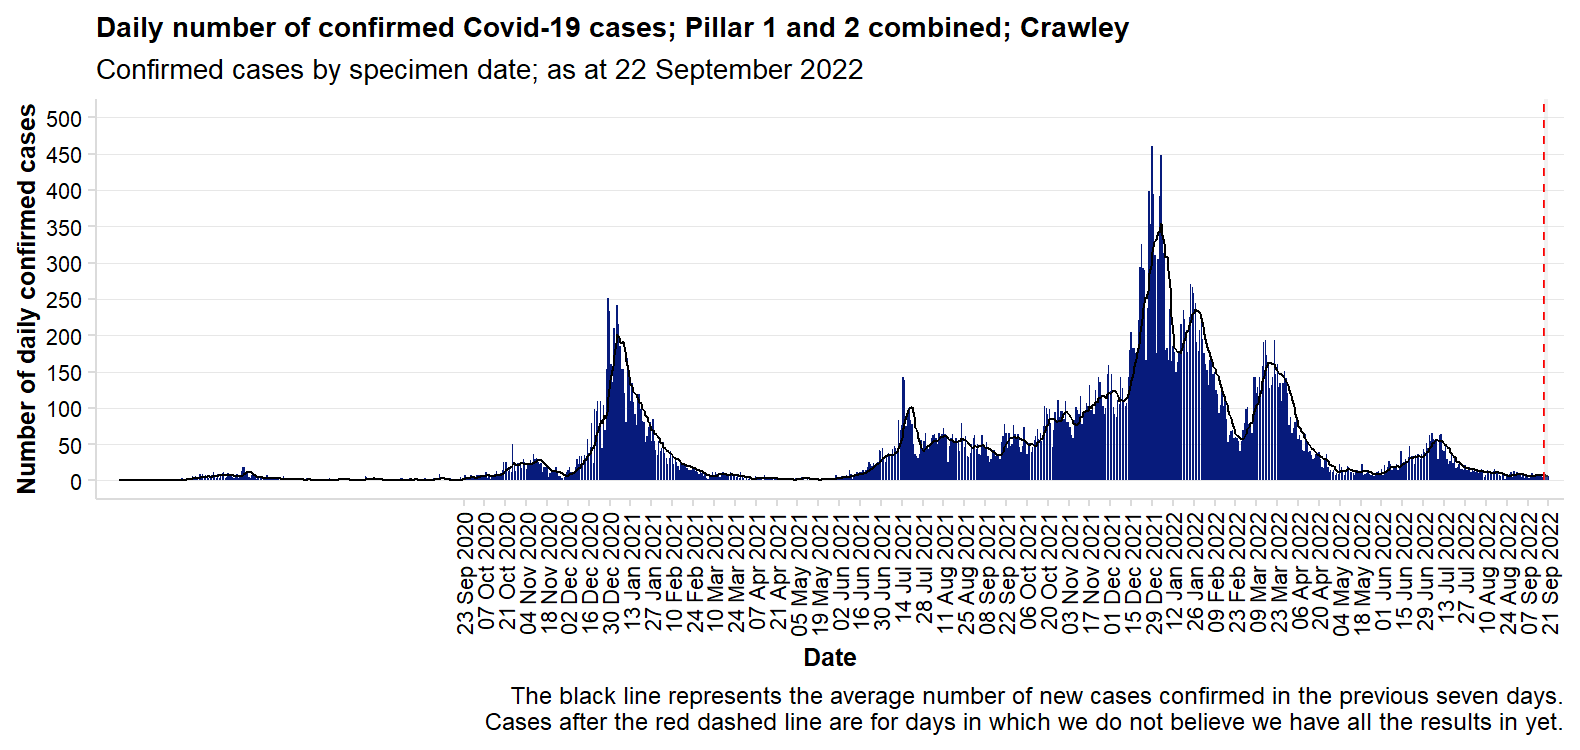 Daily number of confirmed Covid-19 cases; Pillar 1 and 2 combined; Crawley
Confirmed cases by specimen date; as at 22 September 2022
Number of daily confirmed cases
500
450
400
350
300
250
200
150
100
50
0
23 Sep 2020
07 Oct 2020
21 Oct 2020
04 Nov 2020
18 Nov 2020
02 Dec 2020
16 Dec 2020
30 Dec 2020
13 Jan 2021
27 Jan 2021
10 Feb 2021
24 Feb 2021
10 Mar 2021
24 Mar 2021
07 Apr 2021
21 Apr 2021
05 May 2021
19 May 2021
02 Jun 2021
16 Jun 2021
30 Jun 2021
14 Jul 2021
28 Jul 2021
11 Aug 2021
25 Aug 2021
08 Sep 2021
22 Sep 2021
06 Oct 2021
20 Oct 2021
03 Nov 2021
17 Nov 2021
01 Dec 2021
15 Dec 2021
29 Dec 2021
12 Jan 2022
26 Jan 2022
09 Feb 2022
23 Feb 2022
09 Mar 2022
23 Mar 2022
06 Apr 2022
20 Apr 2022
04 May 2022
18 May 2022
01 Jun 2022
15 Jun 2022
29 Jun 2022
13 Jul 2022
27 Jul 2022
10 Aug 2022
24 Aug 2022
07 Sep 2022
21 Sep 2022
Date
The black line represents the average number of new cases confirmed in the previous seven days.
Cases after the red dashed line are for days in which we do not believe we have all the results in yet.